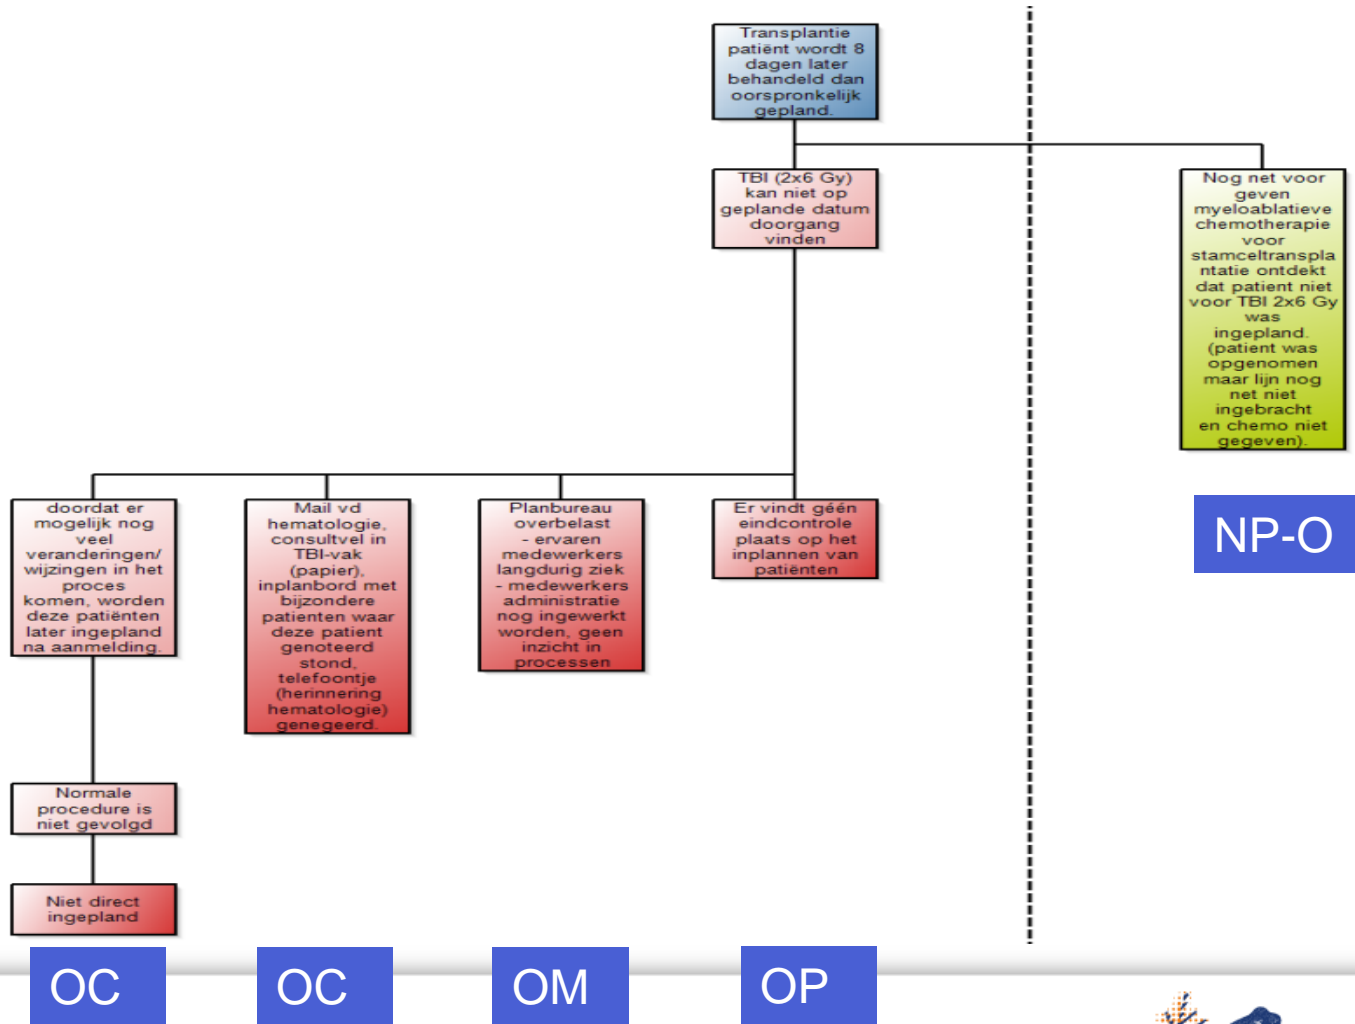 Transplantie
patiënt wordt 8
dagen later
behandeld dan
oorspronkelijk
gepland.
TBI (2x6 Gy)
kan niet op
geplande datum
doorgang
vinden
Nog net voor
geven
myeloablatieve
chemotherapie
voor
stamceltranspla
ntatie ontdekt
dat patient niet
voor TBI 2x6 Gy
was
ingepland.
(patient was
opgenomen
maar lijn nog
net niet
ingebracht
en chemo niet
gegeven).
doordat er
mogelijk nog
veel
veranderingen/
wijzingen in het
proces
komen, worden
deze patiënten
later ingepland
na aanmelding.
Mail vd
hematologie,
consultvel in
TBI-vak
(papier),
inplanbord met
bijzondere
patienten waar
deze patient
genoteerd
stond,
telefoontje
(herinnering
hematologie)
genegeerd.
Planbureau
overbelast
- ervaren
medewerkers
langdurig ziek
- medewerkers
administratie
nog ingewerkt
worden, geen
inzicht in
processen
Er vindt géén
eindcontrole
plaats op het
inplannen van
patiënten
NP-O
Normale
procedure is
niet gevolgd
Niet direct
ingepland
OC
OC
OM
OP